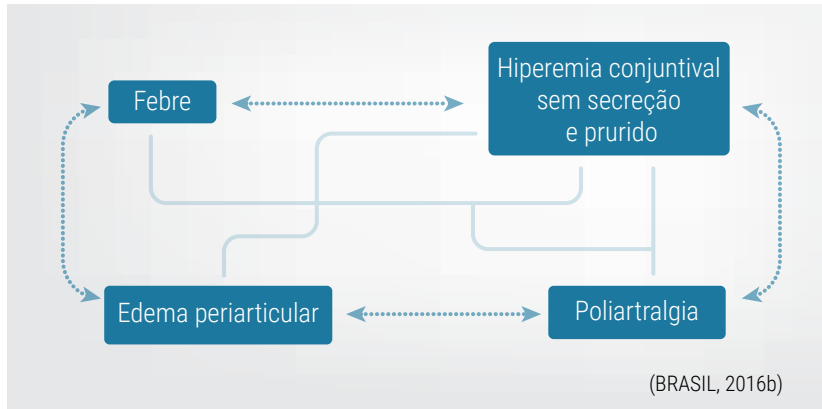 Febre
Hiperemia conjuntival
sem secreção
e prurido
Edema periarticular
Poliartralgia
(BRASIL, 2016b)